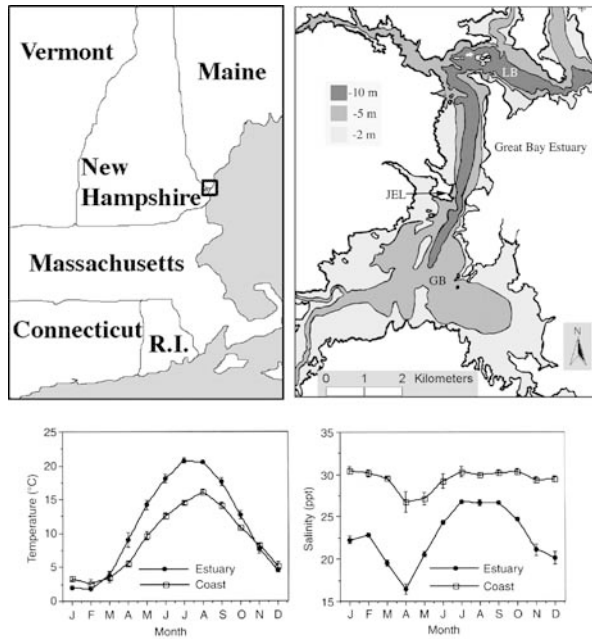 Vermont
Maine
New
Hampshire
Massachusetts
Connecticut
R.I.
LB
-10 m
-5 m
-2 m
Great Bay Estuary
JEL
GB
N
0 1 2 Kilometers
25
20
15
10
5
0
Temperature (°C)
Estuary
Coast
J F M A M J J A S O N D
Month
35
30
25
20
15
Salinity (ppt)
Estuary
Coast
J F M A M J J A S O N D
Month